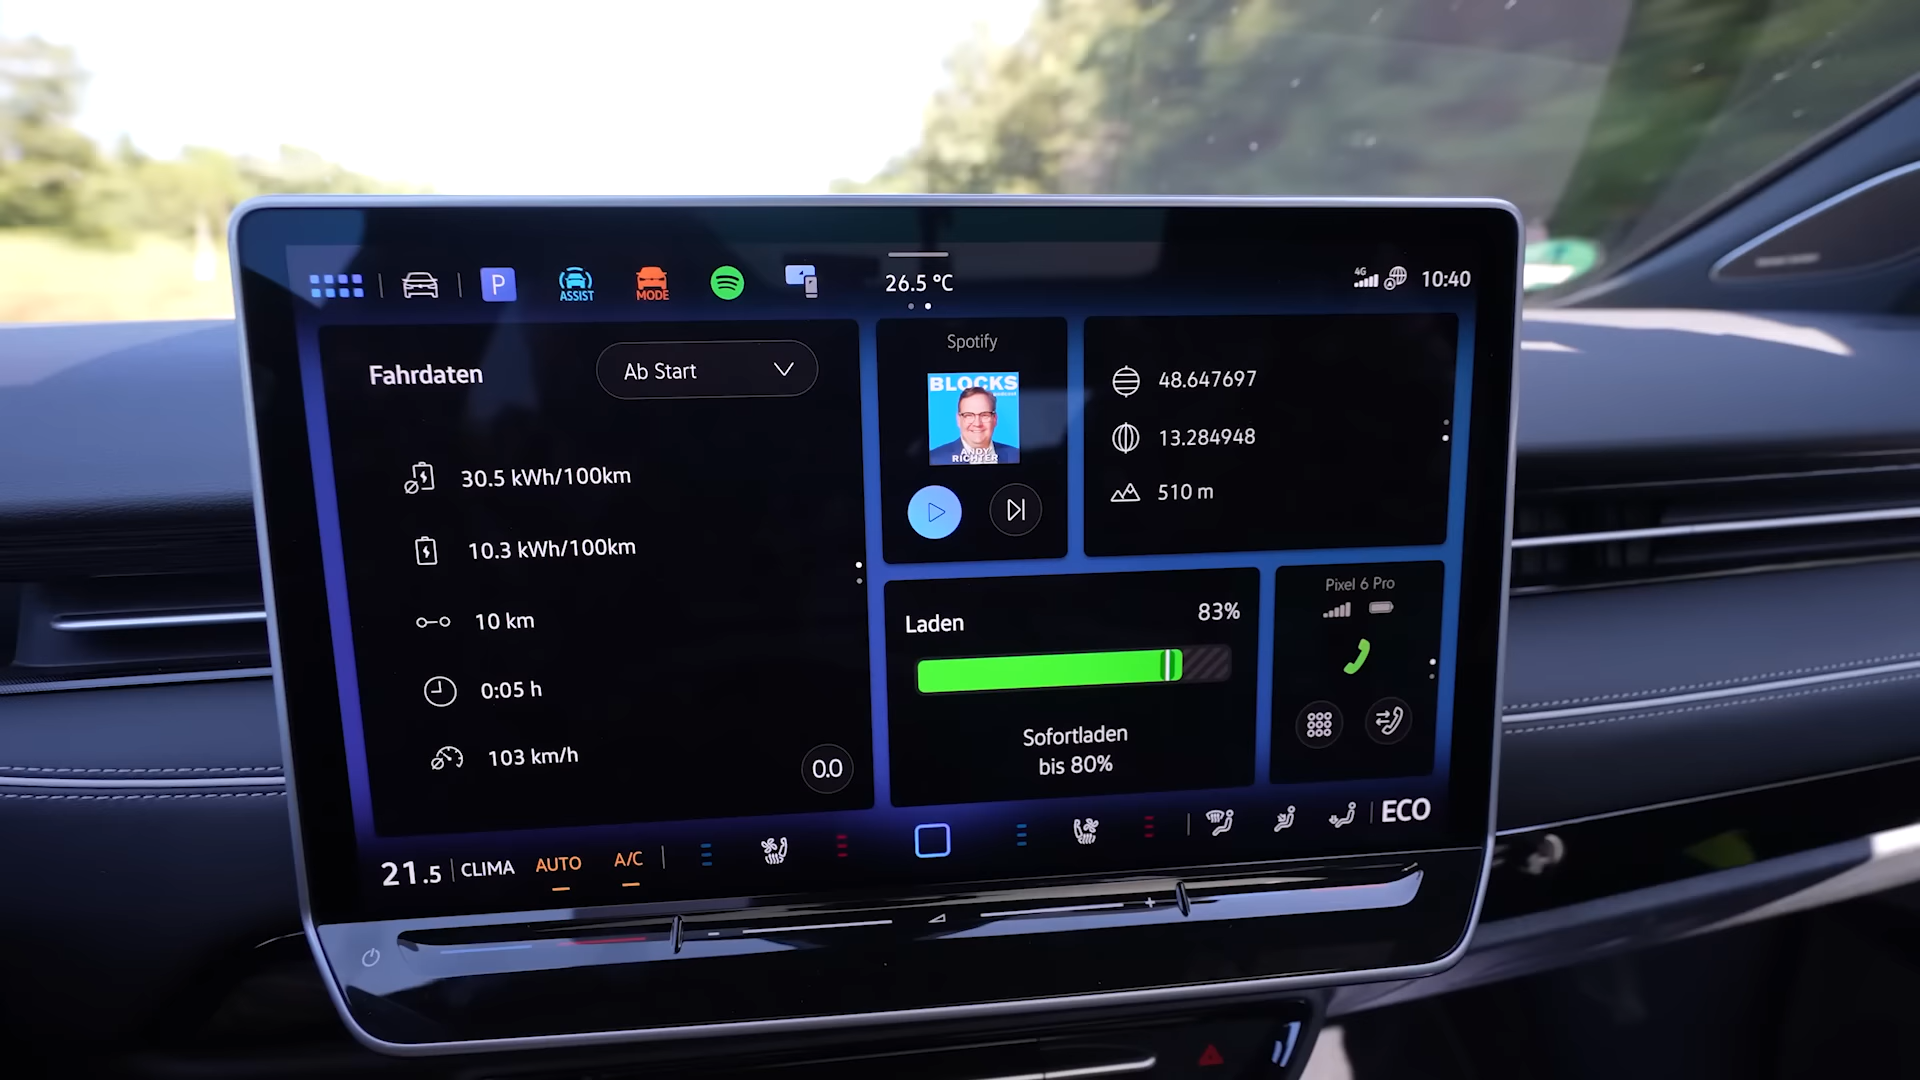 P
ASSIST
MODE
26.5 °C
4G
10:40
Fahrdaten
Ab Start
30.5 kWh/100km
10.3 kWh/100km
10 km
0:05 h
103 km/h
0.0
Spotify
BLOCKS
podcast
ANDY
RICHTER
48.647697
13.284948
510 m
Laden
83%
Sofortladen
bis 80%
Pixel 6 Pro
21.5
CLIMA
AUTO
A/C
ECO
- +